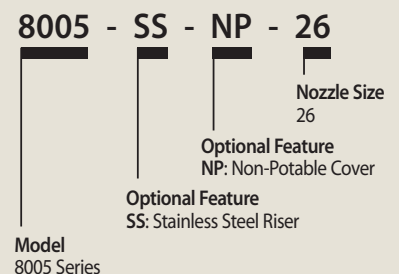 8005 - SS - NP - 26
Nozzle Size
26
Optional Feature
NP: Non-Potable Cover
Optional Feature
SS: Stainless Steel Riser
Model
8005 Series